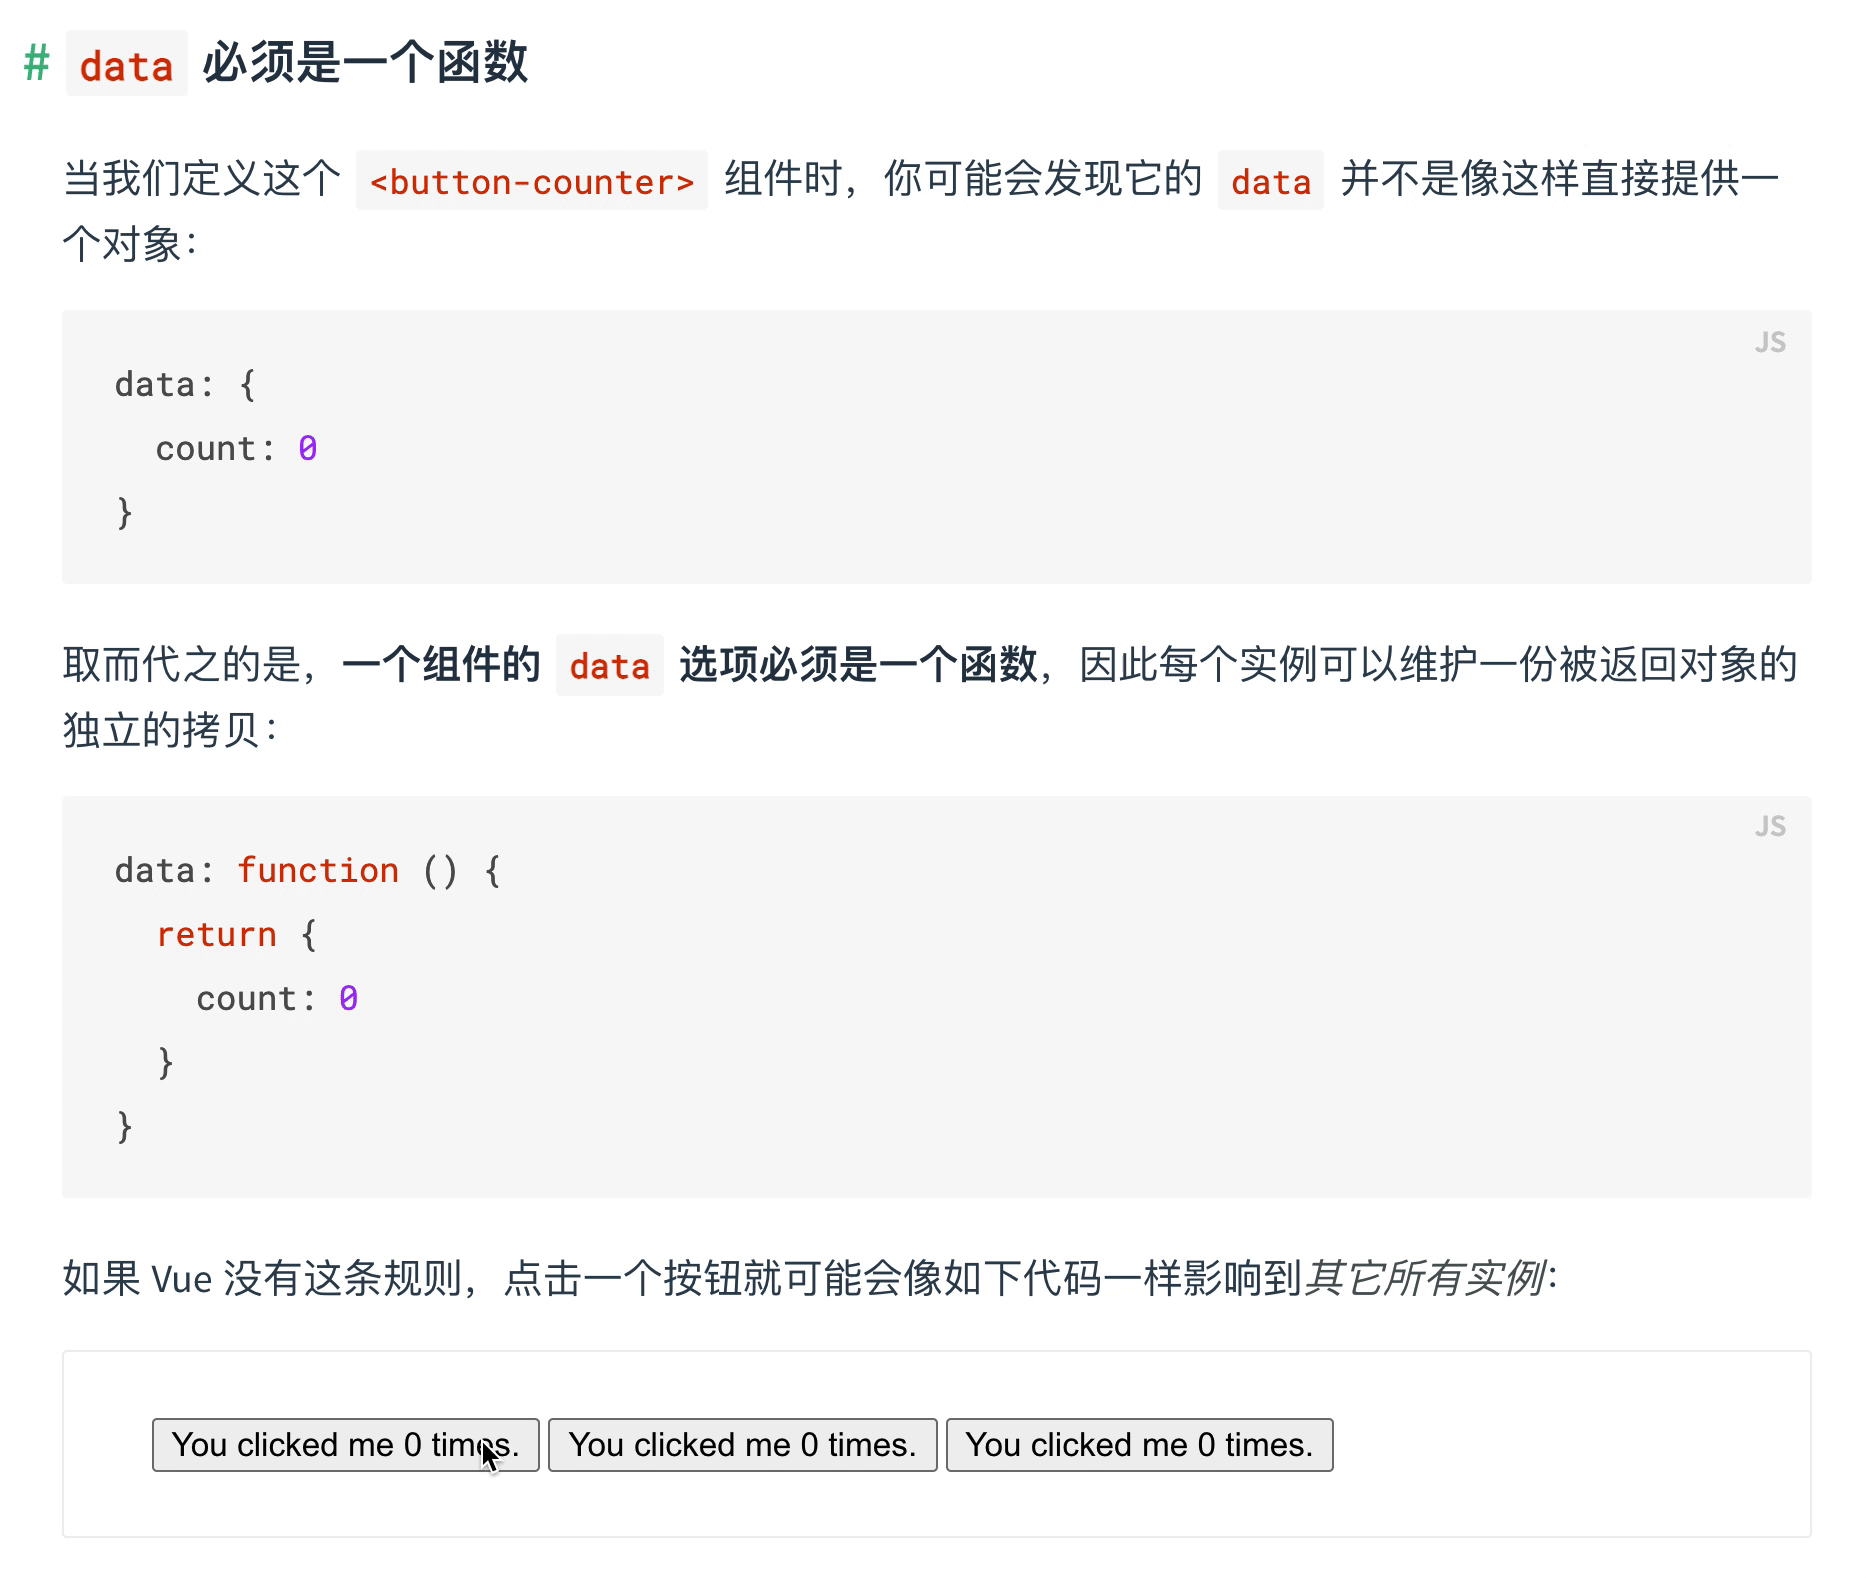 # data 必须是一个函数
当我们定义这个 <button-counter> 组件时，你可能会发现它的 data 并不是像这样直接提供一
个对象：
JS
data: {
  count: 0
}
取而代之的是，一个组件的 data 选项必须是一个函数，因此每个实例可以维护一份被返回对象的
独立的拷贝：
JS
data: function () {
  return {
    count: 0
  }
}
如果 Vue 没有这条规则，点击一个按钮就可能会像如下代码一样影响到其它所有实例：
You clicked me 0 times. You clicked me 0 times. You clicked me 0 times.